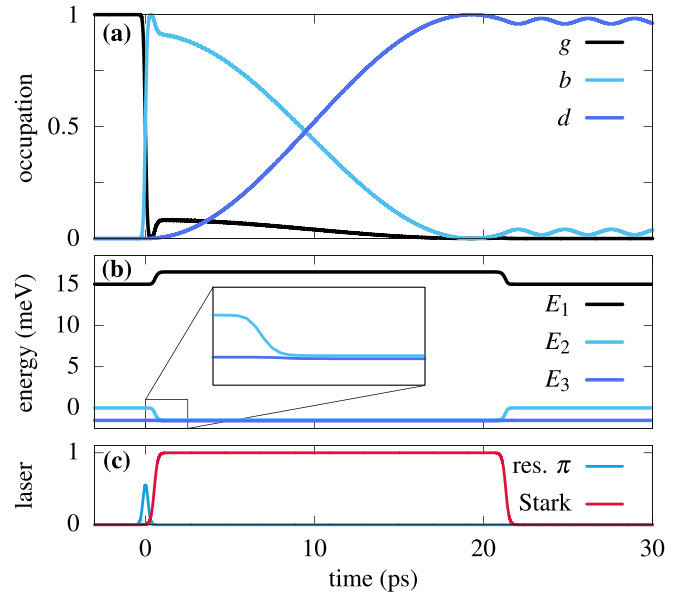 (a)
1
0.5
0
occupation
g
b
d
(b)
15
10
5
0
energy (meV)
E₁
E₂
E₃
(c)
1
0
laser
res. π
Stark
0
10
20
30
time (ps)